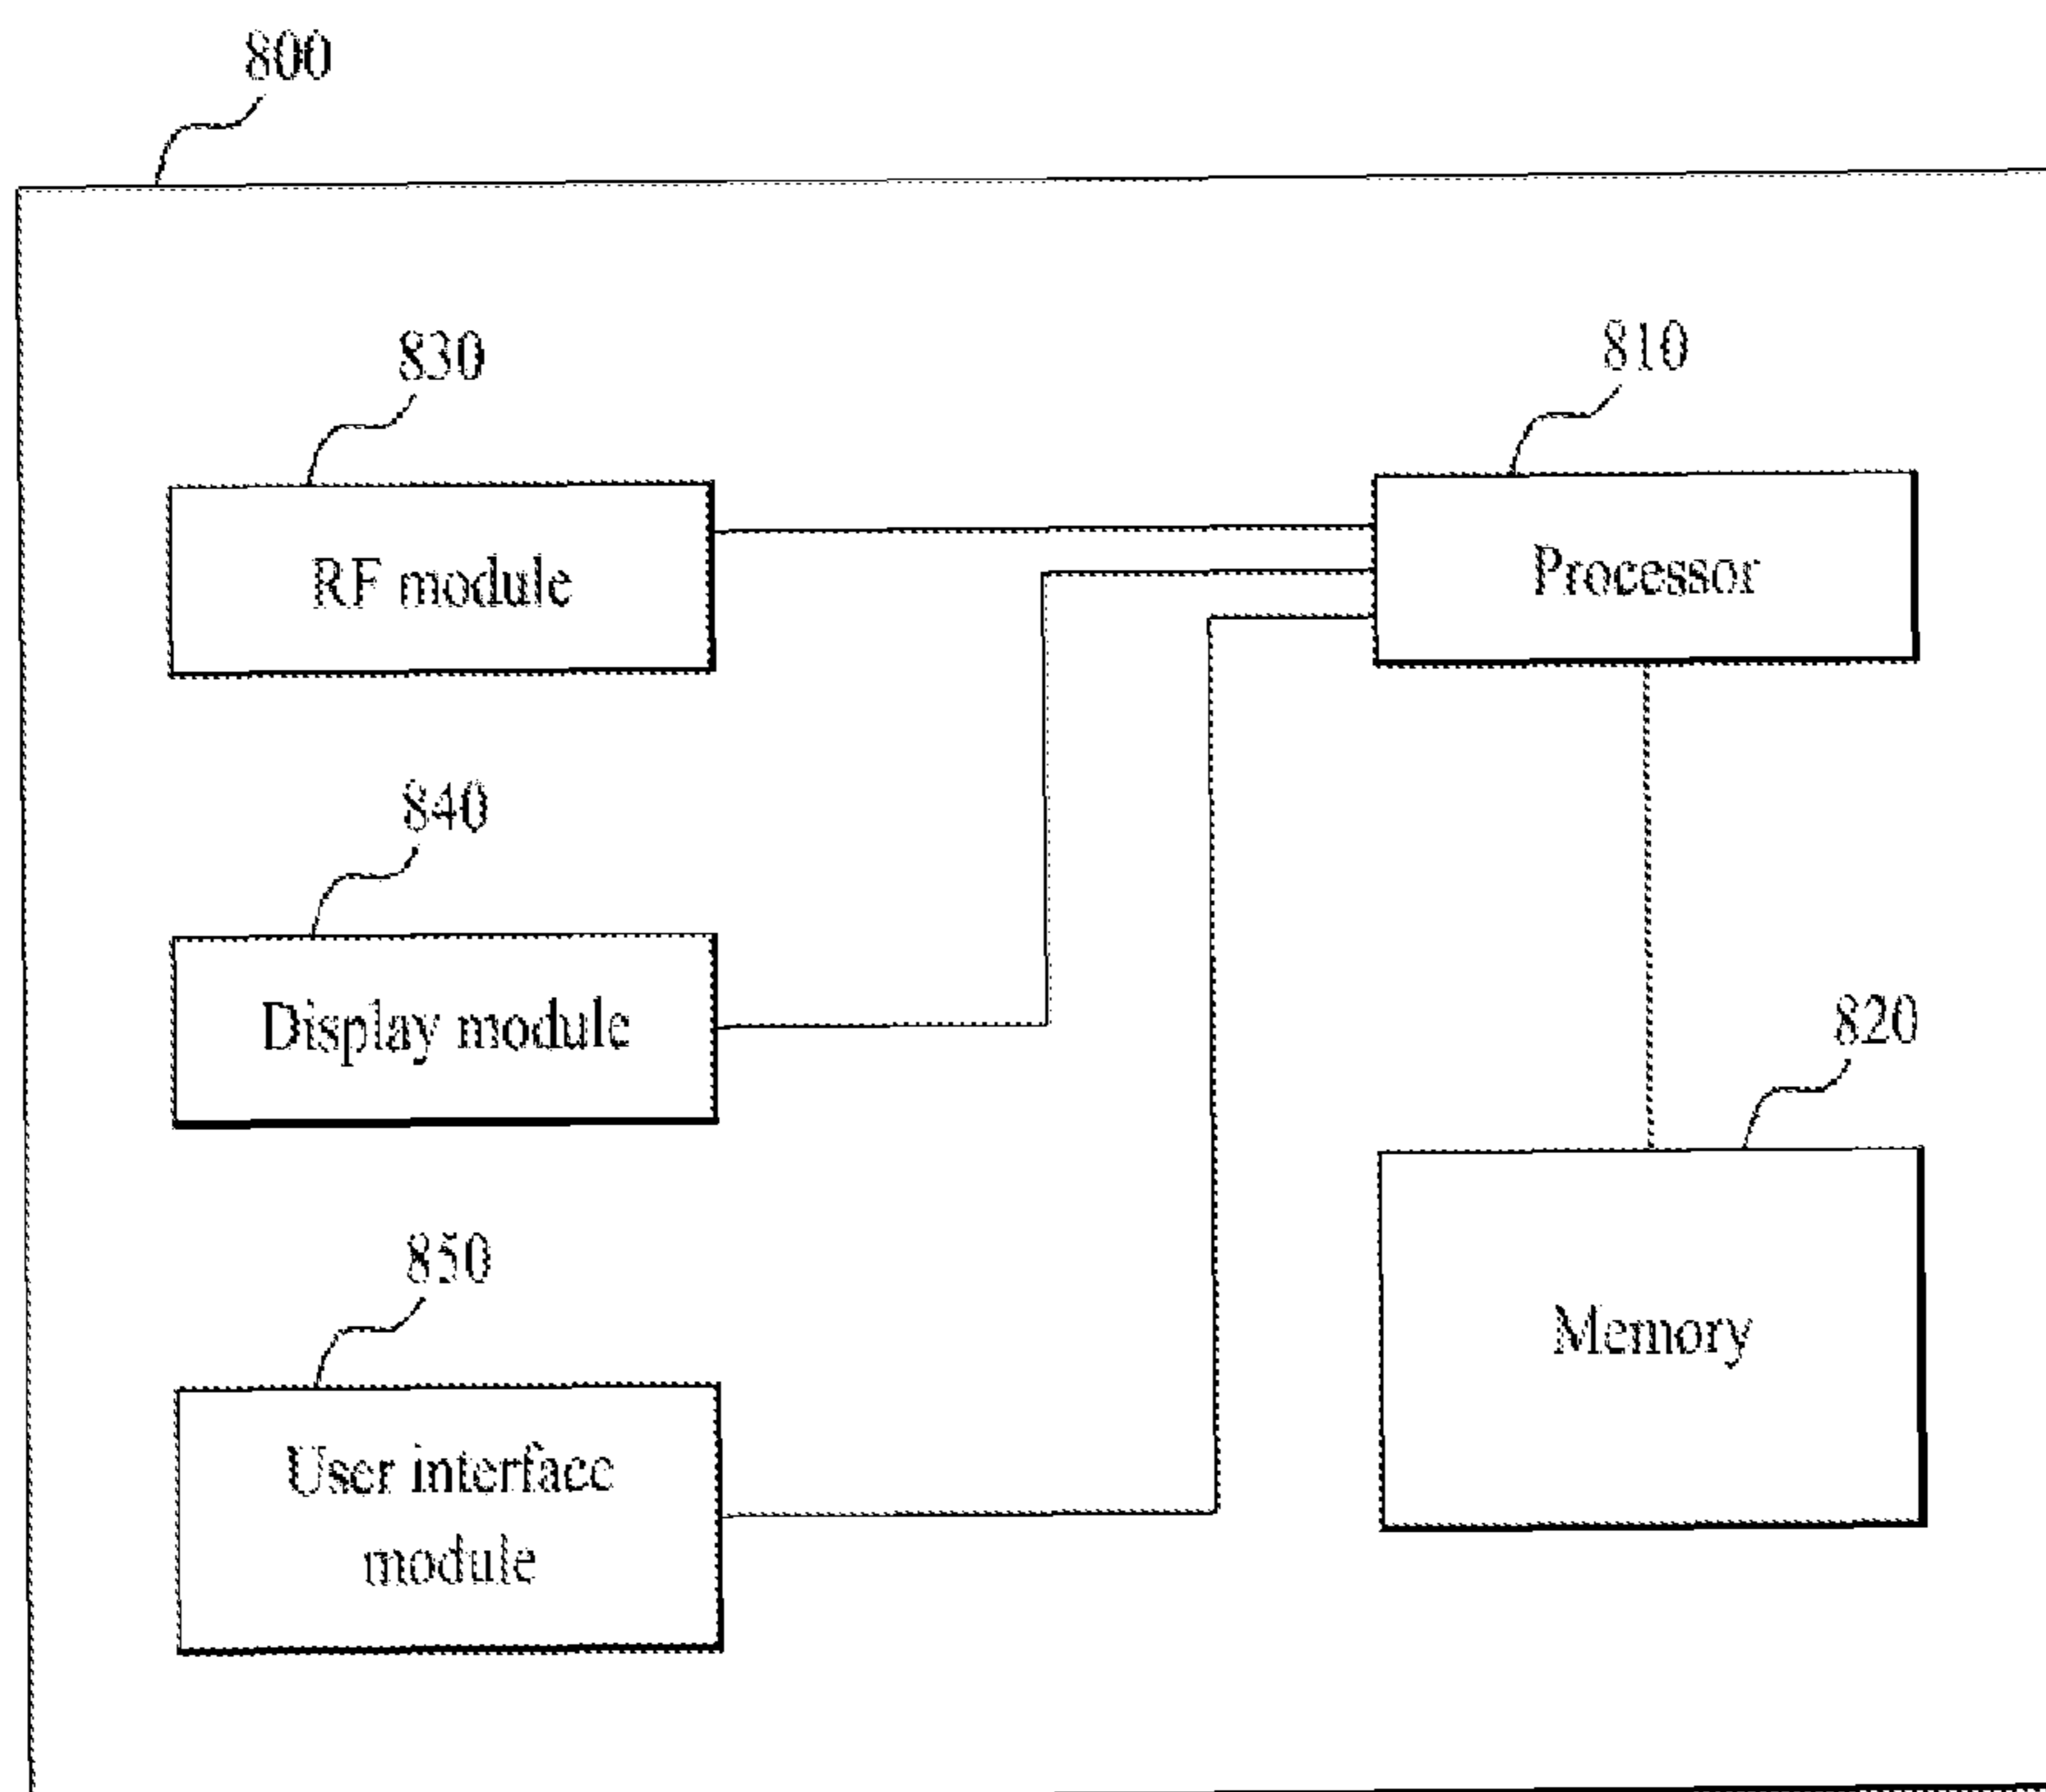 800
830
810
RF module
Processor
840
Display module
820
850
Memory
User interface
module